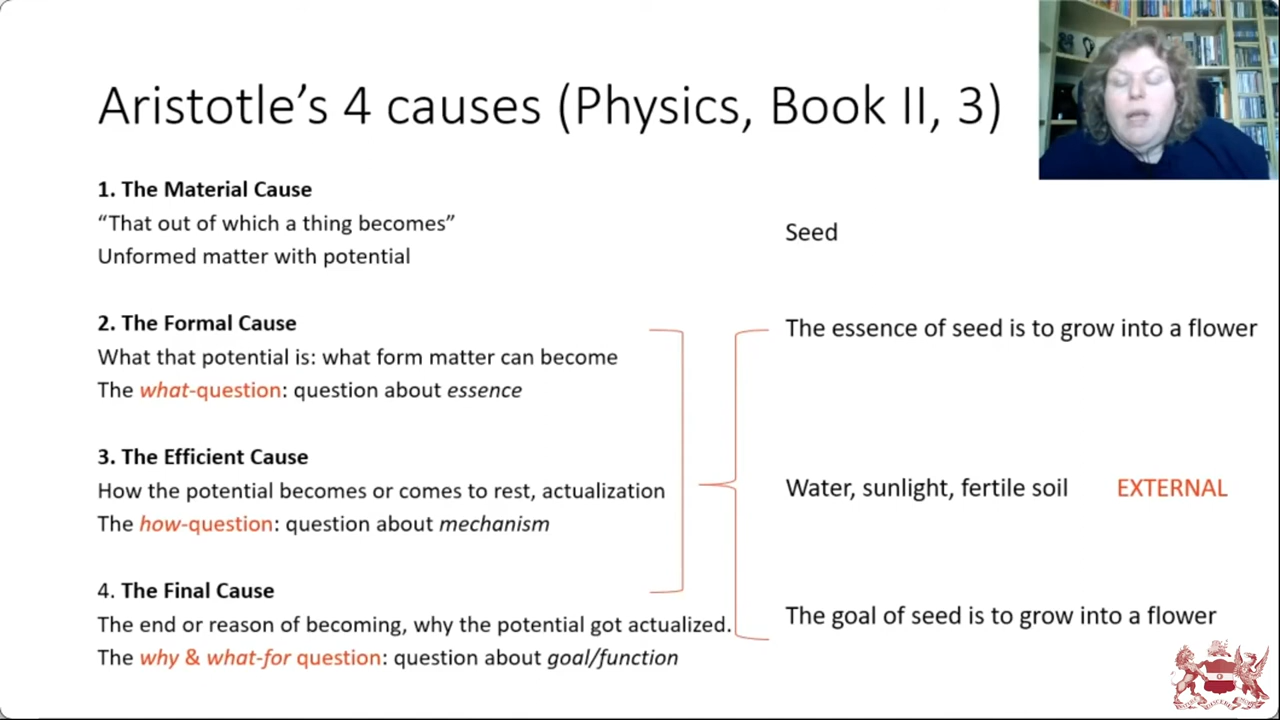 Aristotle’s 4 causes (Physics, Book II, 3)
1. The Material Cause
“That out of which a thing becomes”
Unformed matter with potential
Seed
2. The Formal Cause
What that potential is: what form matter can become
The what-question: question about essence
The essence of seed is to grow into a flower
3. The Efficient Cause
How the potential becomes or comes to rest, actualization
The how-question: question about mechanism
Water, sunlight, fertile soil EXTERNAL
4. The Final Cause
The end or reason of becoming, why the potential got actualized.
The why & what-for question: question about goal/function
The goal of seed is to grow into a flower